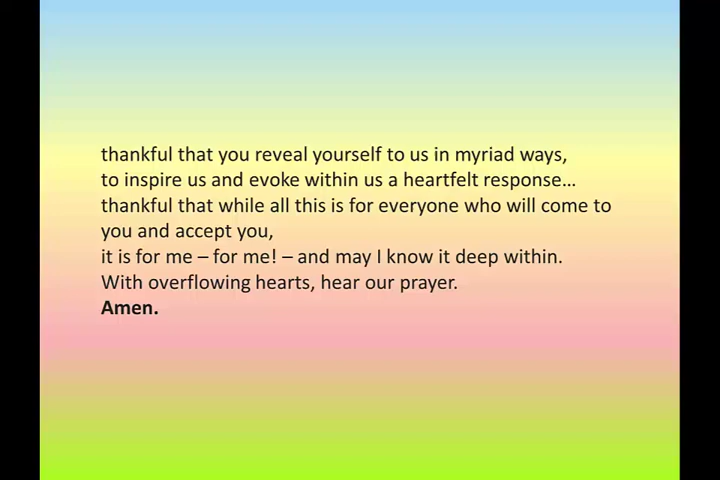 thankful that you reveal yourself to us in myriad ways,
to inspire us and evoke within us a heartfelt response…
thankful that while all this is for everyone who will come to
you and accept you,
it is for me – for me! – and may I know it deep within.
With overflowing hearts, hear our prayer.
Amen.